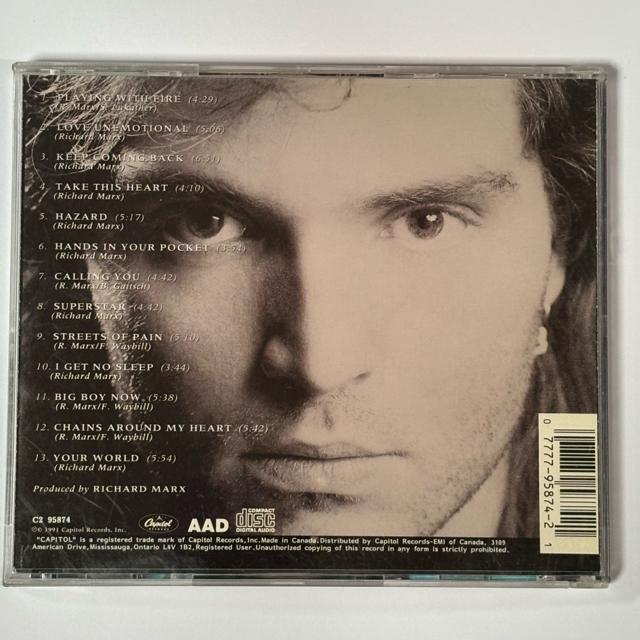 1. PLAYING WITH FIRE (4:29)
(R. Marx/S. Lukather)
2. LOVE UNEMOTIONAL (5:06)
(Richard Marx)
3. KEEP COMING BACK (6:51)
(Richard Marx)
4. TAKE THIS HEART (4:10)
(Richard Marx)
5. HAZARD (5:17)
(Richard Marx)
6. HANDS IN YOUR POCKET (3:54)
(Richard Marx)
7. CALLING YOU (4:42)
(R. Marx/B. Gaitsch)
8. SUPERSTAR (4:42)
(Richard Marx)
9. STREETS OF PAIN (5:10)
(R. Marx/F. Waybill)
10. I GET NO SLEEP (3:44)
(Richard Marx)
11. BIG BOY NOW (5:38)
(R. Marx/F. Waybill)
12. CHAINS AROUND MY HEART (5:42)
(R. Marx/F. Waybill)
13. YOUR WORLD (5:54)
(Richard Marx)
Produced by RICHARD MARX
0 7777-95874-2 1
C2 95874
©1991 Capitol Records, Inc.
Capitol
AAD
COMPACT
disc
DIGITAL AUDIO
"CAPITOL" is a registered trade mark of Capitol Records,Inc.Made in Canada.Distributed by Capitol Records-EMI of Canada, 3109
American Drive,Mississauga,Ontario L4V 1B2,Registered User.Unauthorized copying of this record in any form is strictly prohibited.